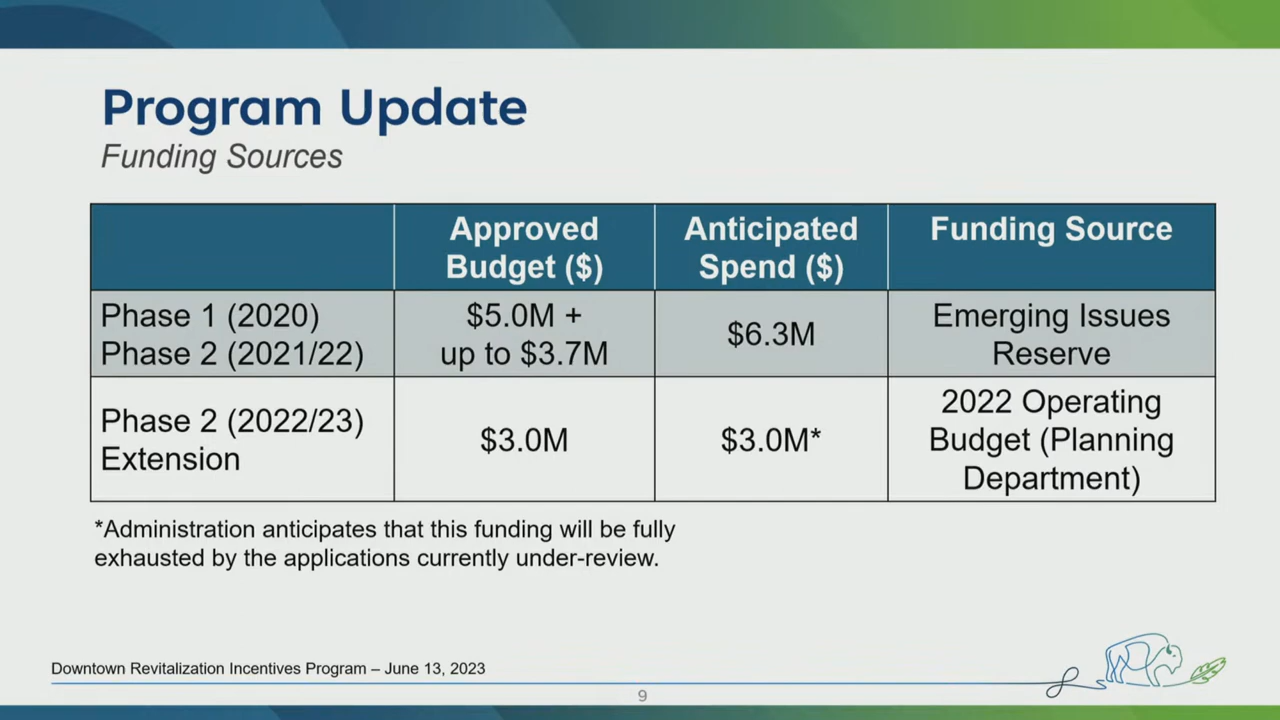 Program Update
Funding Sources
Approved
Budget ($)
Anticipated
Spend ($)
Funding Source
Phase 1 (2020)
Phase 2 (2021/22)
$5.0M +
up to $3.7M
$6.3M
Emerging Issues
Reserve
Phase 2 (2022/23)
Extension
$3.0M
$3.0M*
2022 Operating
Budget (Planning
Department)
*Administration anticipates that this funding will be fully
exhausted by the applications currently under-review.
Downtown Revitalization Incentives Program – June 13, 2023
9